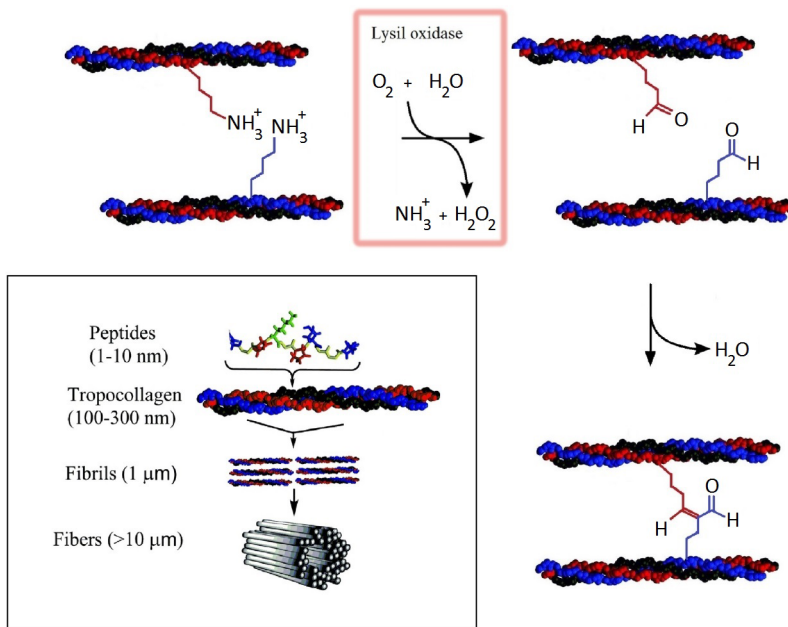 Lysil oxidase
O₂ + H₂O
NH₃⁺ + H₂O₂
NH₃⁺
NH₃⁺
H
O
O
H
H₂O
Peptides
(1-10 nm)
Tropocollagen
(100-300 nm)
Fibrils (1 μm)
Fibers (>10 μm)
O
H
H